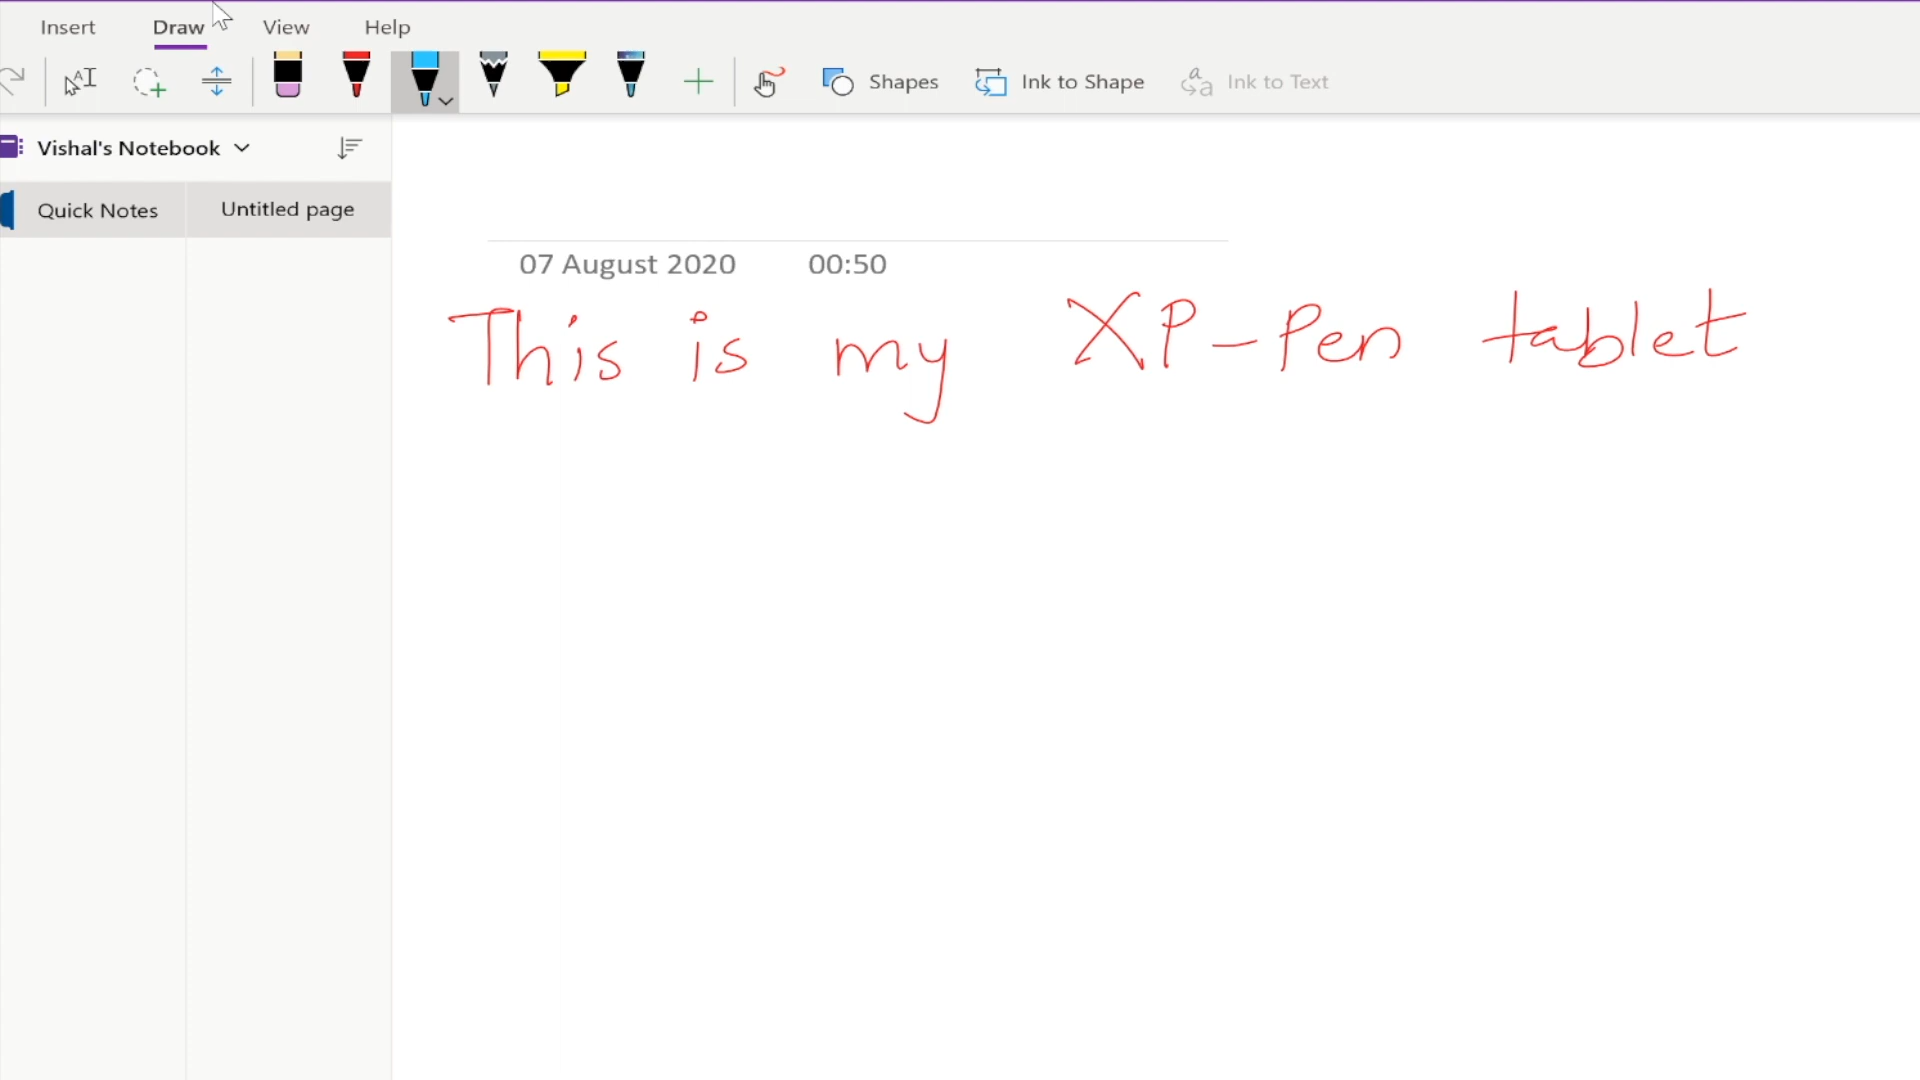 Insert Draw View Help
Shapes Ink to Shape Ink to Text
Vishal's Notebook
Quick Notes Untitled page
07 August 2020 00:50
This is my XP-Pen tablet